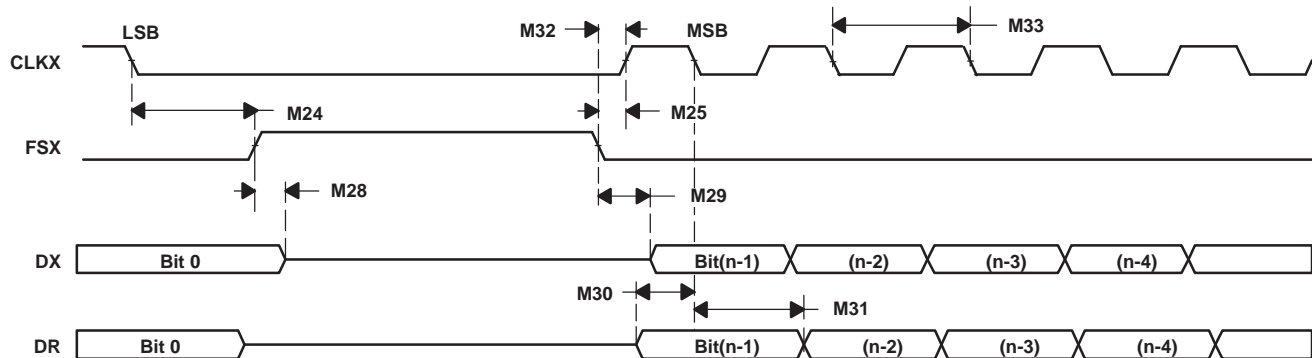 LSB M32 MSB M33
CLKX
M24 M25
FSX
M28 M29
DX Bit 0 Bit(n-1) (n-2) (n-3) (n-4)
M30 M31
DR Bit 0 Bit(n-1) (n-2) (n-3) (n-4)